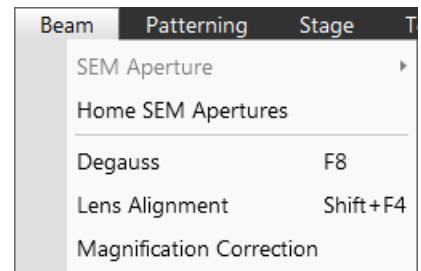 Beam Patterning Stage
SEM Aperture
Home SEM Apertures
Degauss F8
Lens Alignment Shift+F4
Magnification Correction